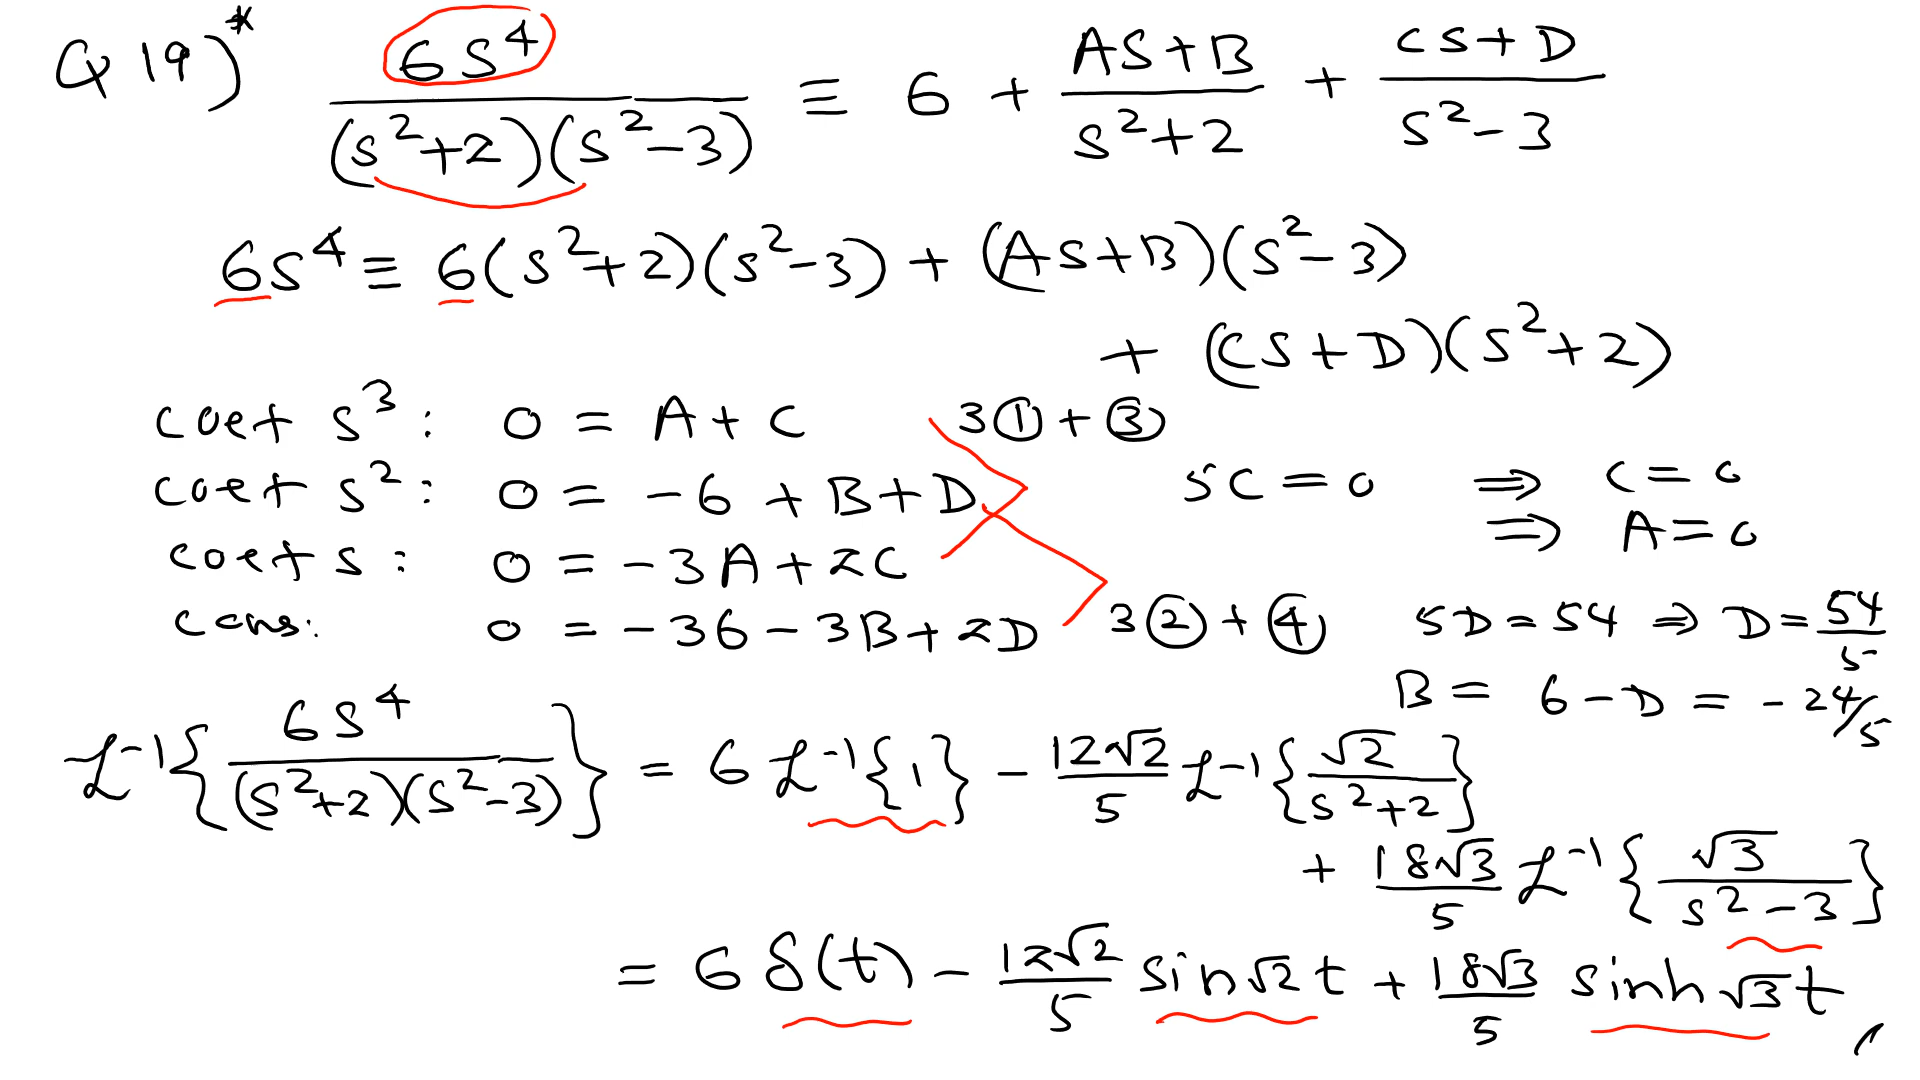 Q 19)* 6s⁴/((s²+2)(s²-3)) ≡ 6 + (As+B)/(s²+2) + (Cs+D)/(s²-3)
6s⁴ ≡ 6(s²+2)(s²-3) + (As+B)(s²-3)
+ (Cs+D)(s²+2)
coef s³: 0 = A + C 3① + ③
coef s²: 0 = -6 + B + D 5C = 0 ⇒ C = 0
⇒ A = 0
coef s: 0 = -3A + 2C
cons: 0 = -36 - 3B + 2D 3② + ④ 5D = 54 ⇒ D = 54/5
B = 6 - D = -24/5
ℒ⁻¹{6s⁴/((s²+2)(s²-3))} = 6 ℒ⁻¹{1} - 12√2/5 ℒ⁻¹{√2/(s²+2)}
+ 18√3/5 ℒ⁻¹{√3/(s²-3)}
= 6 δ(t) - 12√2/5 sin√2 t + 18√3/5 sinh √3 t